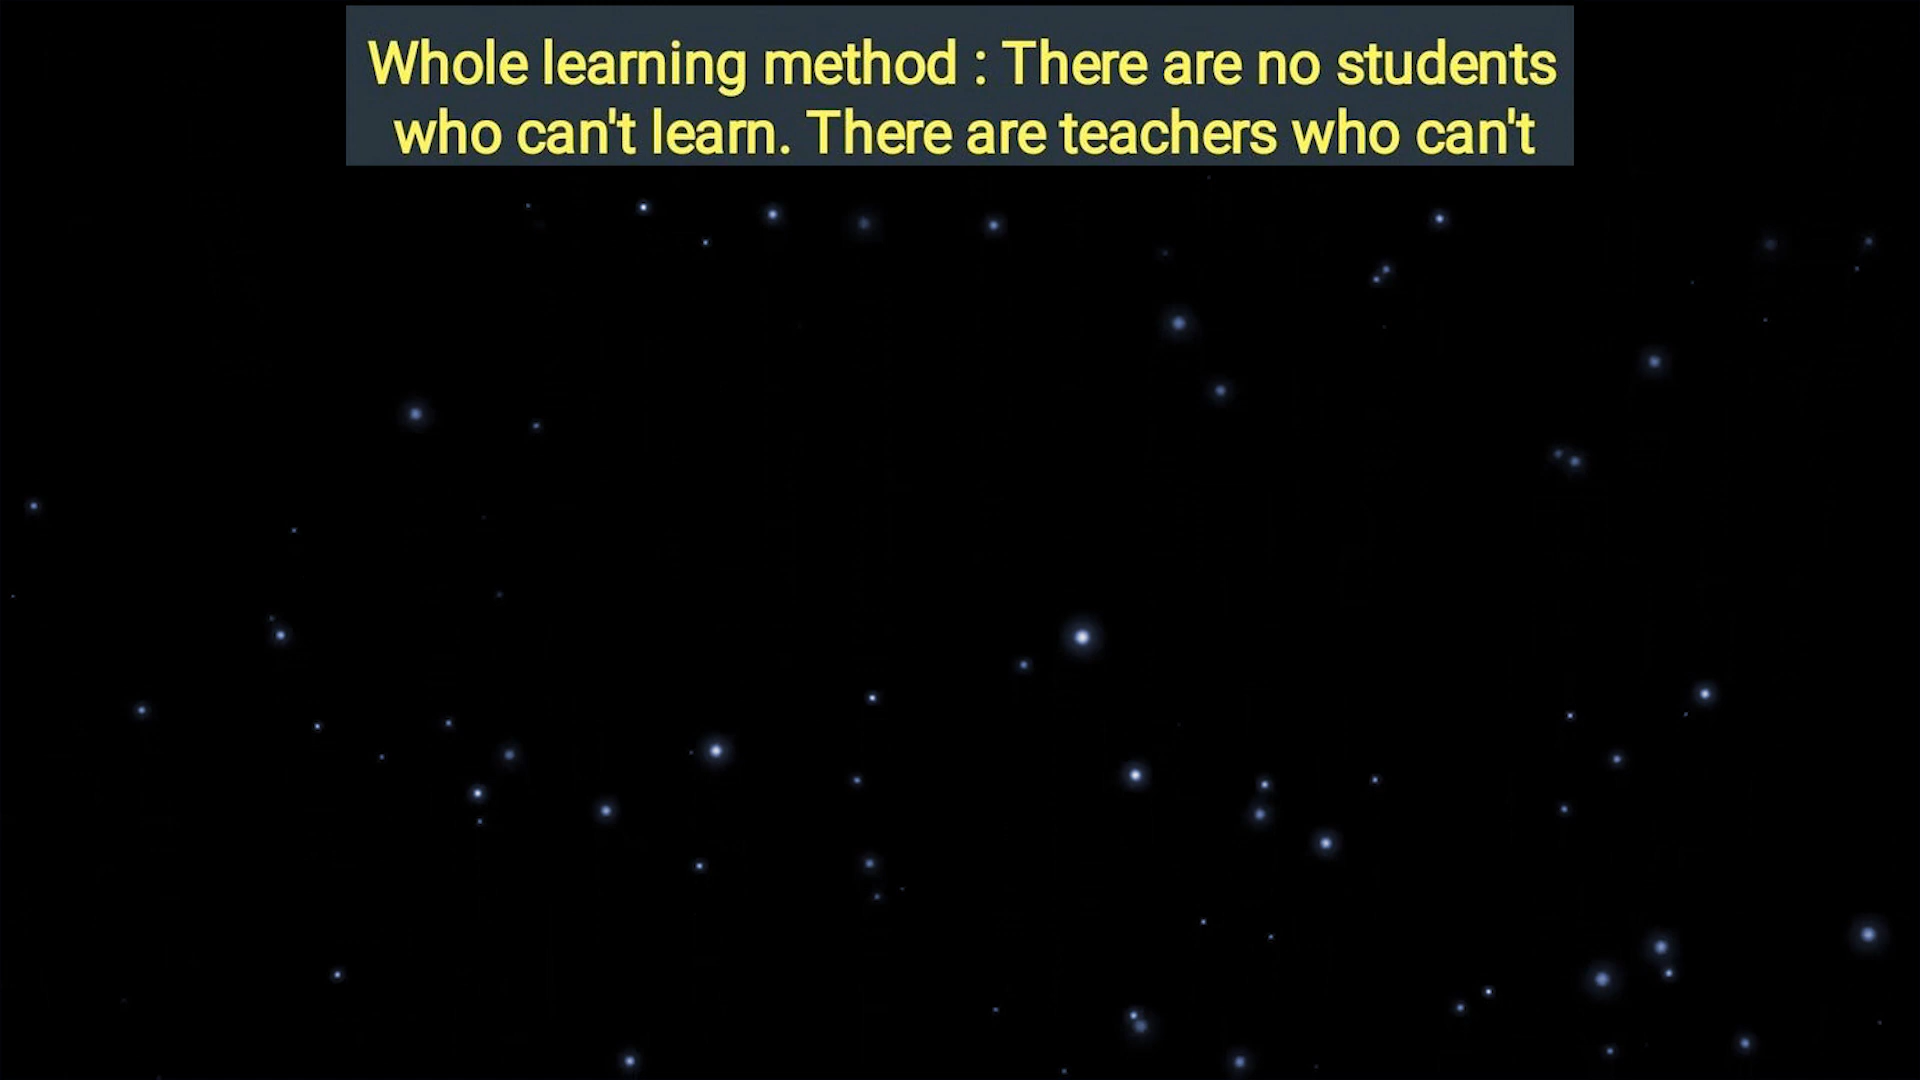 Whole learning method : There are no students
who can't learn. There are teachers who can't